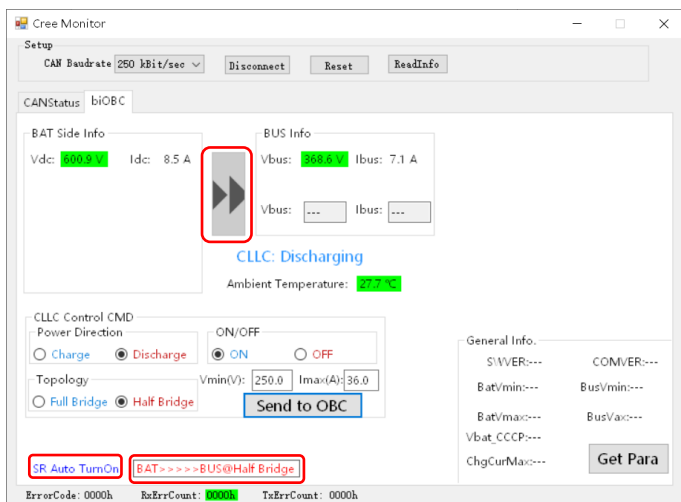 Cree Monitor
Setup
CAN Baudrate 250 kBit/sec Disconnect Reset ReadInfo
CANStatus biOBC
BAT Side Info
Vdc: 600.9 V Idc: 8.5 A
BUS Info
Vbus: 368.6 V Ibus: 7.1 A
Vbus: --- Ibus: ---
CLLC: Discharging
Ambient Temperature: 27.7 ℃
CLLC Control CMD
Power Direction
Charge Discharge
ON/OFF
ON OFF
Topology
Full Bridge Half Bridge
Vmin(V): 250.0 Imax(A): 36.0
Send to OBC
General Info.
SWVER:--- COMVER:---
BatVmin:--- BusVmin:---
BatVmax:--- BusVax:---
Vbat_CCCP:---
ChgCurMax:---
Get Para
SR Auto TurnOn
BAT>>>>>BUS@Half Bridge
ErrorCode: 0000h RxErrCount: 0000h TxErrCount: 0000h